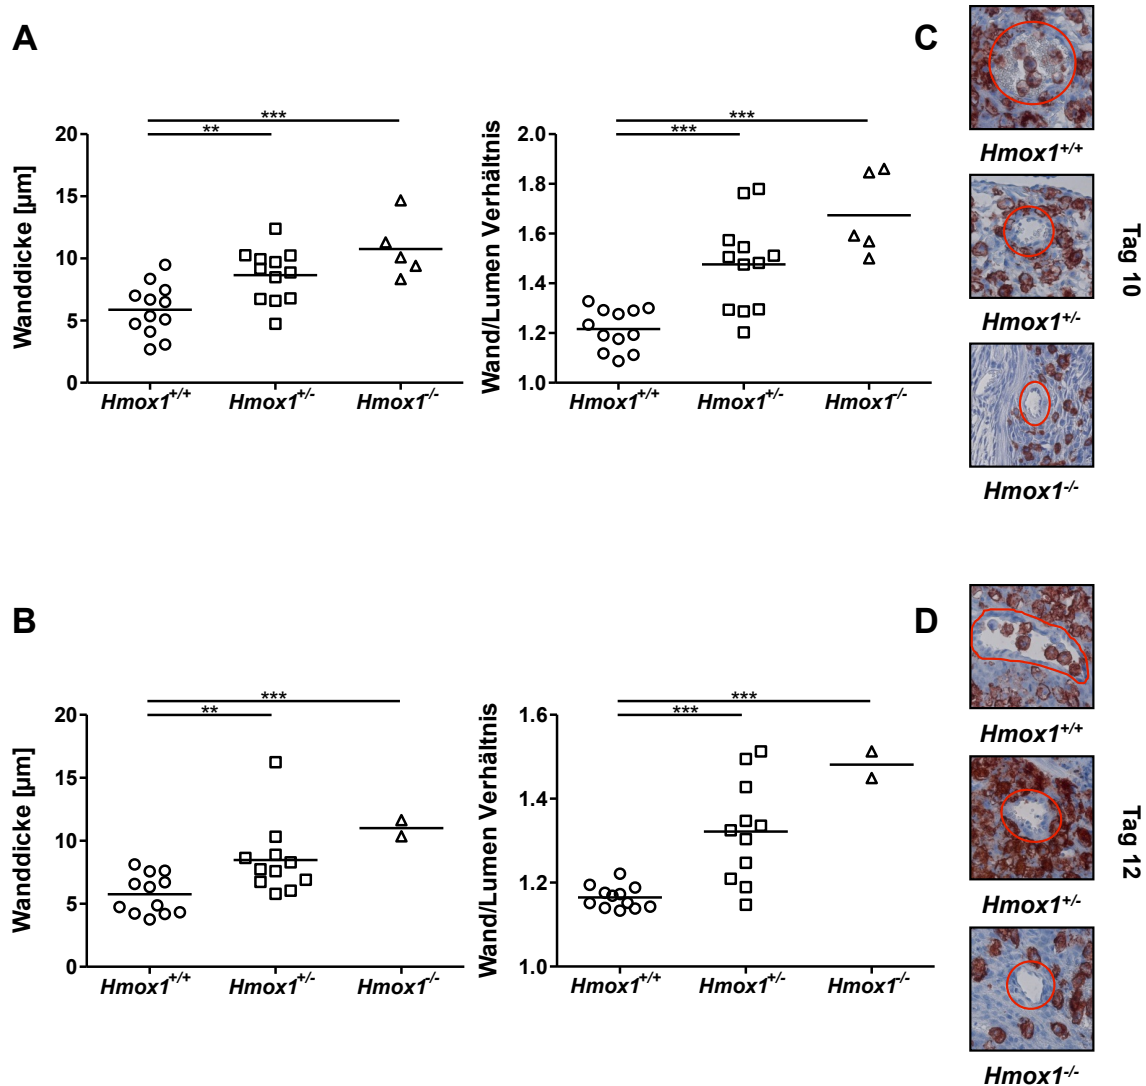 A
C
***
**
Wanddicke [µm]
20
15
10
5
0
Hmox1+/+
Hmox1+/-
Hmox1-/-
***
***
Wand/Lumen Verhältnis
2.0
1.8
1.6
1.4
1.2
1.0
Hmox1+/+
Hmox1+/-
Hmox1-/-
Hmox1+/+
Hmox1+/-
Hmox1-/-
Tag 10
B
D
***
**
Wanddicke [µm]
20
15
10
5
0
Hmox1+/+
Hmox1+/-
Hmox1-/-
***
***
Wand/Lumen Verhältnis
1.6
1.4
1.2
1.0
Hmox1+/+
Hmox1+/-
Hmox1-/-
Hmox1+/+
Hmox1+/-
Hmox1-/-
Tag 12